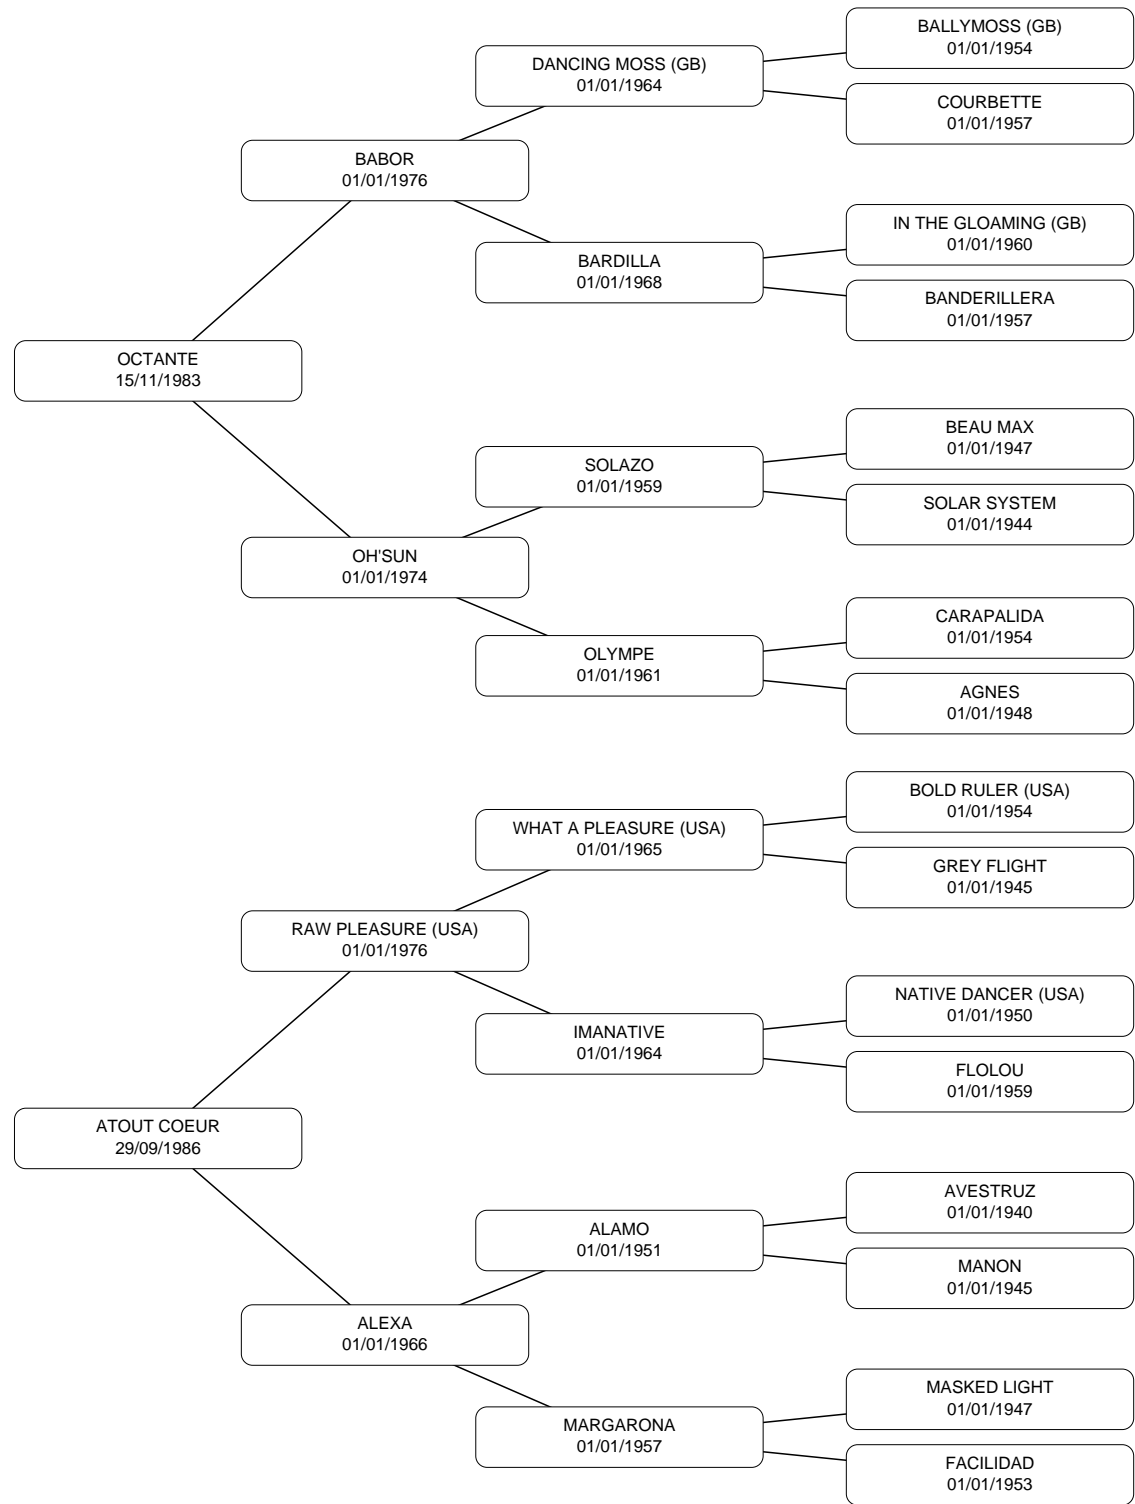 BALLYMOSS (GB)
01/01/1954
DANCING MOSS (GB)
01/01/1964
COURBETTE
01/01/1957
BABOR
01/01/1976
IN THE GLOAMING (GB)
01/01/1960
BARDILLA
01/01/1968
BANDERILLERA
01/01/1957
OCTANTE
15/11/1983
BEAU MAX
01/01/1947
SOLAZO
01/01/1959
SOLAR SYSTEM
01/01/1944
OH'SUN
01/01/1974
CARAPALIDA
01/01/1954
OLYMPE
01/01/1961
AGNES
01/01/1948
BOLD RULER (USA)
01/01/1954
WHAT A PLEASURE (USA)
01/01/1965
GREY FLIGHT
01/01/1945
RAW PLEASURE (USA)
01/01/1976
NATIVE DANCER (USA)
01/01/1950
IMANATIVE
01/01/1964
FLOLOU
01/01/1959
ATOUT COEUR
29/09/1986
AVESTRUZ
01/01/1940
ALAMO
01/01/1951
MANON
01/01/1945
ALEXA
01/01/1966
MASKED LIGHT
01/01/1947
MARGARONA
01/01/1957
FACILIDAD
01/01/1953